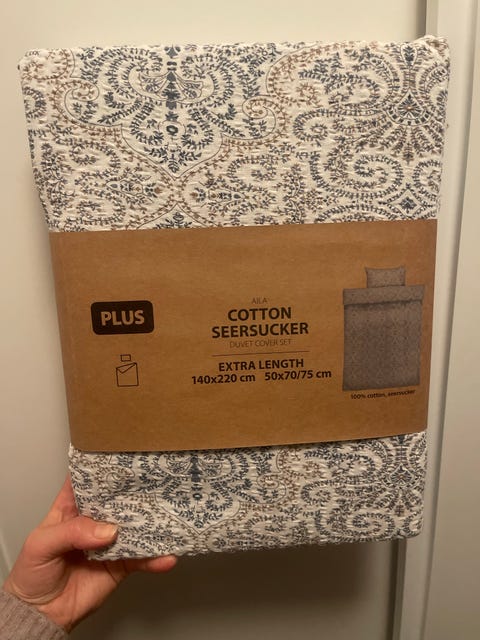 PLUS
AILA
COTTON
SEERSUCKER
DUVET COVER SET
EXTRA LENGTH
140x220 cm 50x70/75 cm
100% cotton, seersucker